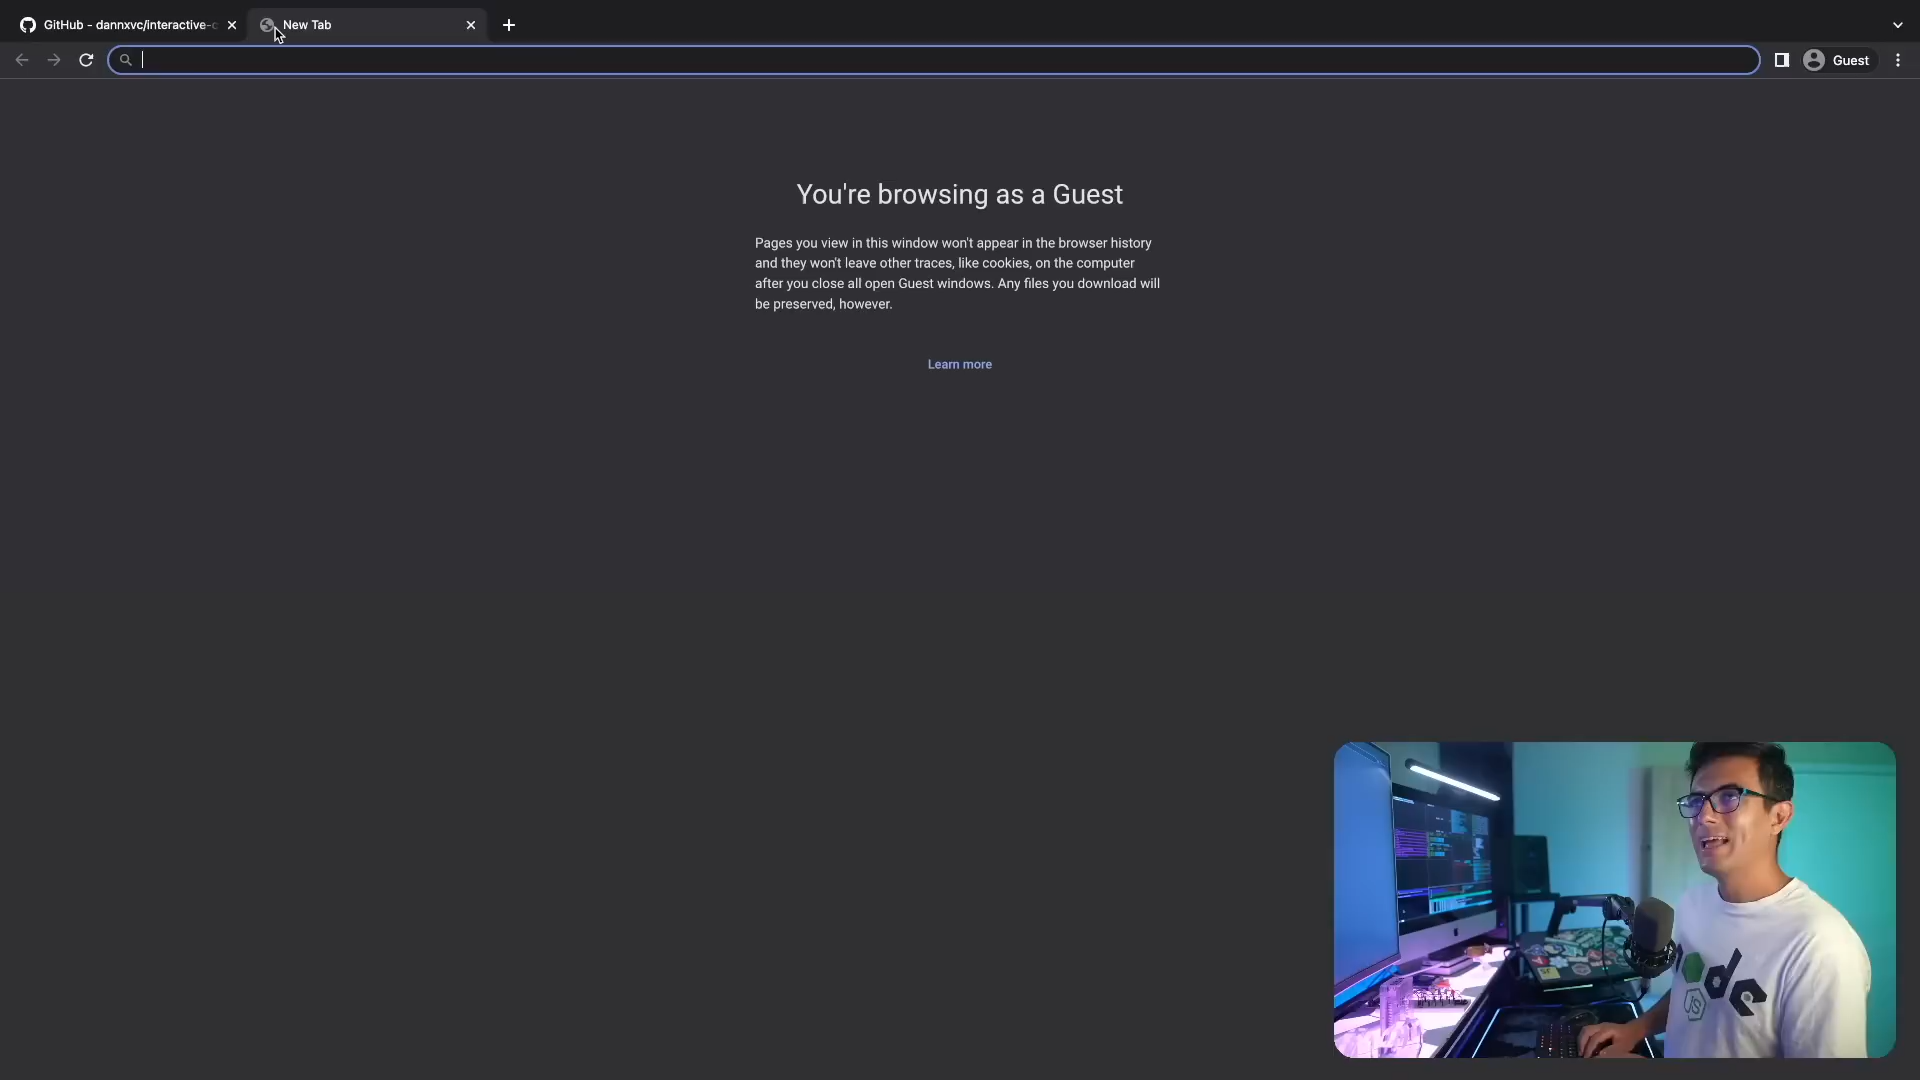 GitHub - dannxvc/interactive-c
New Tab
Guest
You're browsing as a Guest
Pages you view in this window won't appear in the browser history
and they won't leave other traces, like cookies, on the computer
after you close all open Guest windows. Any files you download will
be preserved, however.
Learn more
node
JS